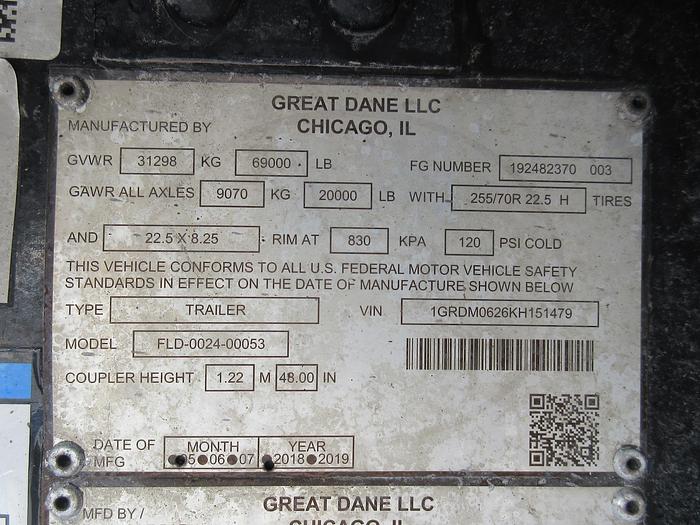 GREAT DANE LLC
MANUFACTURED BY CHICAGO, IL
GVWR 31298 KG 69000 LB FG NUMBER 192482370 003
GAWR ALL AXLES 9070 KG 20000 LB WITH 255/70R 22.5 H TIRES
AND 22.5 X 8.25 RIM AT 830 KPA 120 PSI COLD
THIS VEHICLE CONFORMS TO ALL U.S. FEDERAL MOTOR VEHICLE SAFETY
STANDARDS IN EFFECT ON THE DATE OF MANUFACTURE SHOWN BELOW
TYPE TRAILER VIN 1GRDM0626KH151479
MODEL FLD-0024-00053
COUPLER HEIGHT 1.22 M 48.00 IN
DATE OF MFG MONTH YEAR
05 06 07 2018 2019
MFD BY / GREAT DANE LLC
CHICAGO, IL